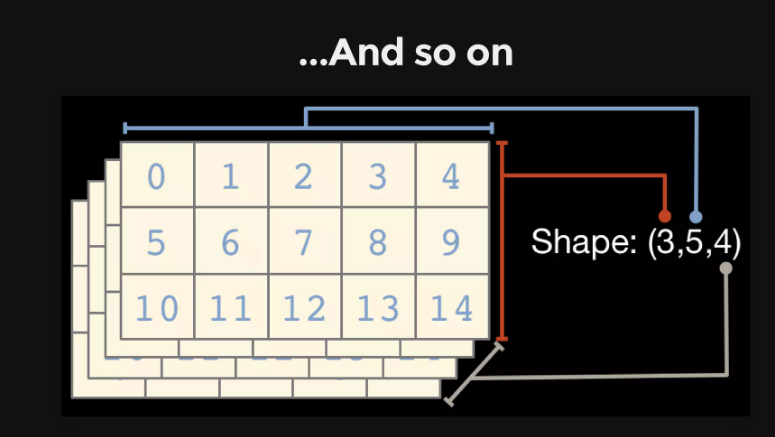 ...And so on
0 1 2 3 4
5 6 7 8 9
10 11 12 13 14
Shape: (3,5,4)